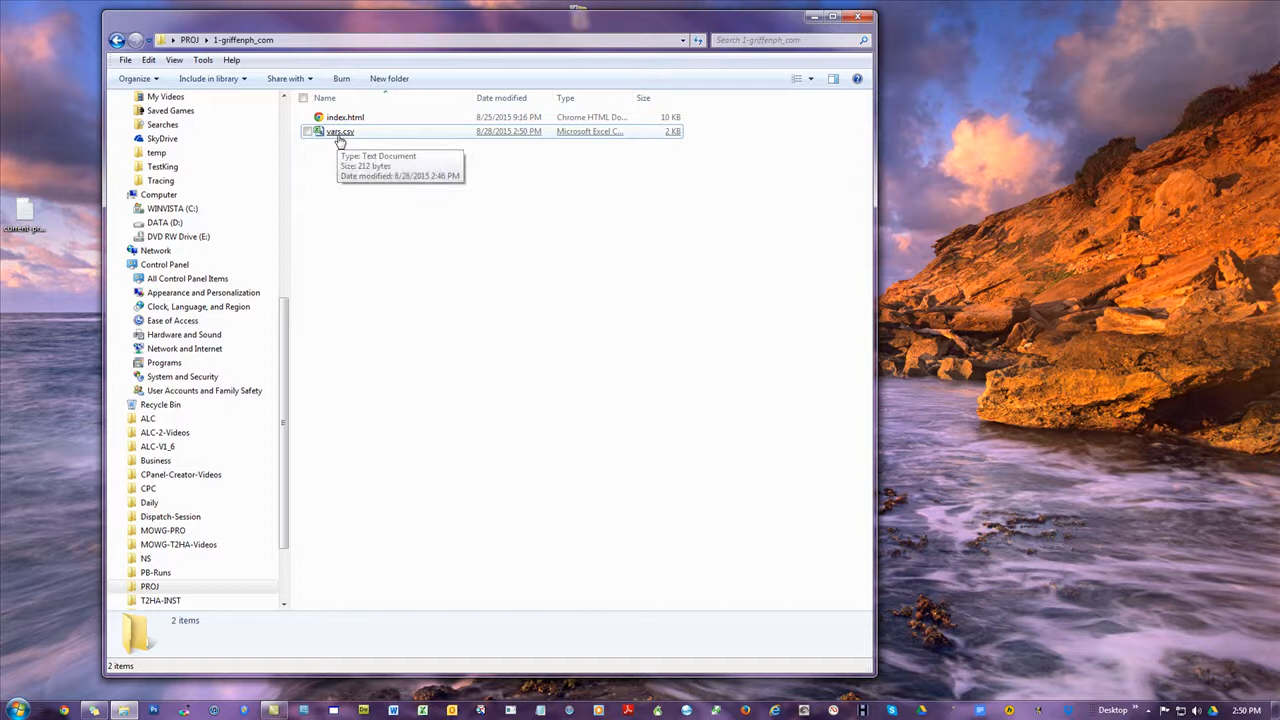 PROJ ▸ 1-griffenph_com
Search 1-griffenph_com
File Edit View Tools Help
Organize Include in library Share with Burn New folder
Name Date modified Type Size
index.html 8/25/2015 9:16 PM Chrome HTML Do... 10 KB
vars.csv 8/28/2015 2:50 PM Microsoft Excel C... 2 KB
Type: Text Document
Size: 212 bytes
Date modified: 8/28/2015 2:46 PM
My Videos
Saved Games
Searches
SkyDrive
temp
TestKing
Tracing
Computer
WINVISTA (C:)
DATA (D:)
DVD RW Drive (E:)
Network
Control Panel
All Control Panel Items
Appearance and Personalization
Clock, Language, and Region
Ease of Access
Hardware and Sound
Network and Internet
Programs
System and Security
User Accounts and Family Safety
Recycle Bin
ALC
ALC-2-Videos
ALC-V1_6
Business
CPanel-Creator-Videos
CPC
Daily
Dispatch-Session
MOWG-PRO
MOWG-T2HA-Videos
NS
PB-Runs
PROJ
T2HA-INST
2 items
2 items
current-pr...
Desktop
2:50 PM